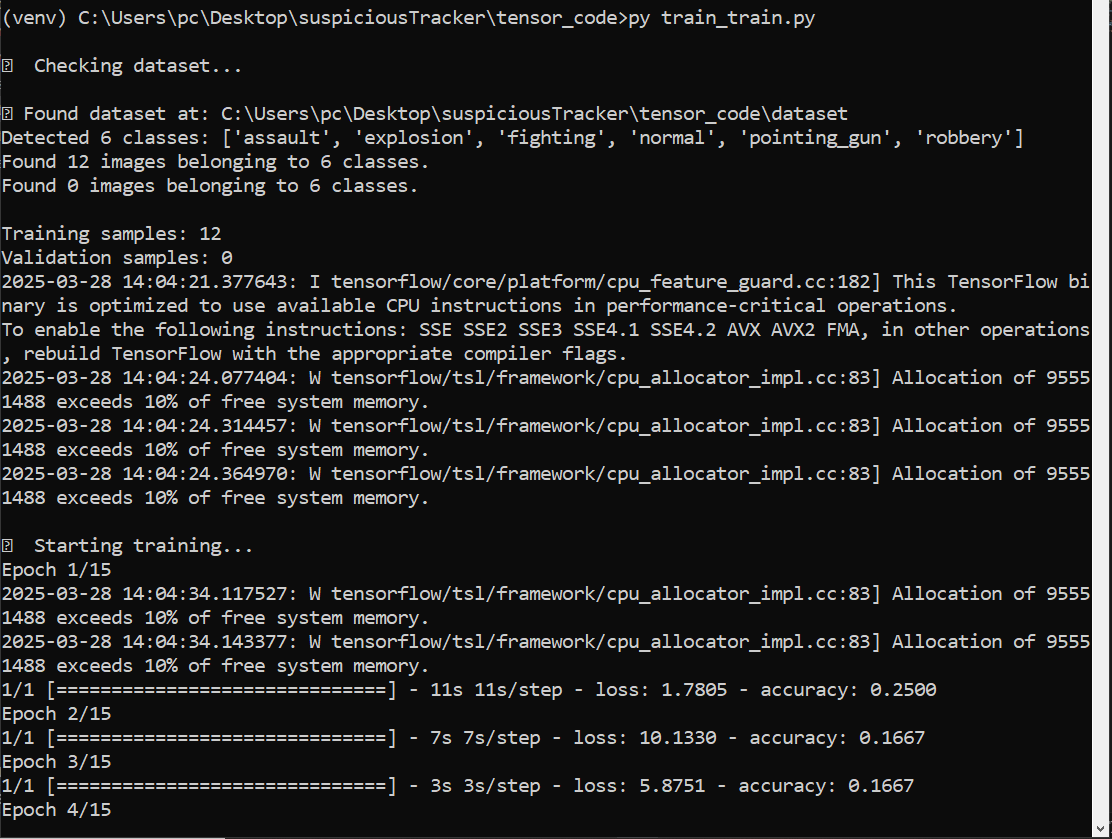 (venv) C:\Users\pc\Desktop\suspiciousTracker\tensor_code>py train_train.py
Checking dataset...
Found dataset at: C:\Users\pc\Desktop\suspiciousTracker\tensor_code\dataset
Detected 6 classes: ['assault', 'explosion', 'fighting', 'normal', 'pointing_gun', 'robbery']
Found 12 images belonging to 6 classes.
Found 0 images belonging to 6 classes.
Training samples: 12
Validation samples: 0
2025-03-28 14:04:21.377643: I tensorflow/core/platform/cpu_feature_guard.cc:182] This TensorFlow bi
nary is optimized to use available CPU instructions in performance-critical operations.
To enable the following instructions: SSE SSE2 SSE3 SSE4.1 SSE4.2 AVX AVX2 FMA, in other operations
, rebuild TensorFlow with the appropriate compiler flags.
2025-03-28 14:04:24.077404: W tensorflow/tsl/framework/cpu_allocator_impl.cc:83] Allocation of 9555
1488 exceeds 10% of free system memory.
2025-03-28 14:04:24.314457: W tensorflow/tsl/framework/cpu_allocator_impl.cc:83] Allocation of 9555
1488 exceeds 10% of free system memory.
2025-03-28 14:04:24.364970: W tensorflow/tsl/framework/cpu_allocator_impl.cc:83] Allocation of 9555
1488 exceeds 10% of free system memory.
Starting training...
Epoch 1/15
2025-03-28 14:04:34.117527: W tensorflow/tsl/framework/cpu_allocator_impl.cc:83] Allocation of 9555
1488 exceeds 10% of free system memory.
2025-03-28 14:04:34.143377: W tensorflow/tsl/framework/cpu_allocator_impl.cc:83] Allocation of 9555
1488 exceeds 10% of free system memory.
1/1 [==============================] - 11s 11s/step - loss: 1.7805 - accuracy: 0.2500
Epoch 2/15
1/1 [==============================] - 7s 7s/step - loss: 10.1330 - accuracy: 0.1667
Epoch 3/15
1/1 [==============================] - 3s 3s/step - loss: 5.8751 - accuracy: 0.1667
Epoch 4/15